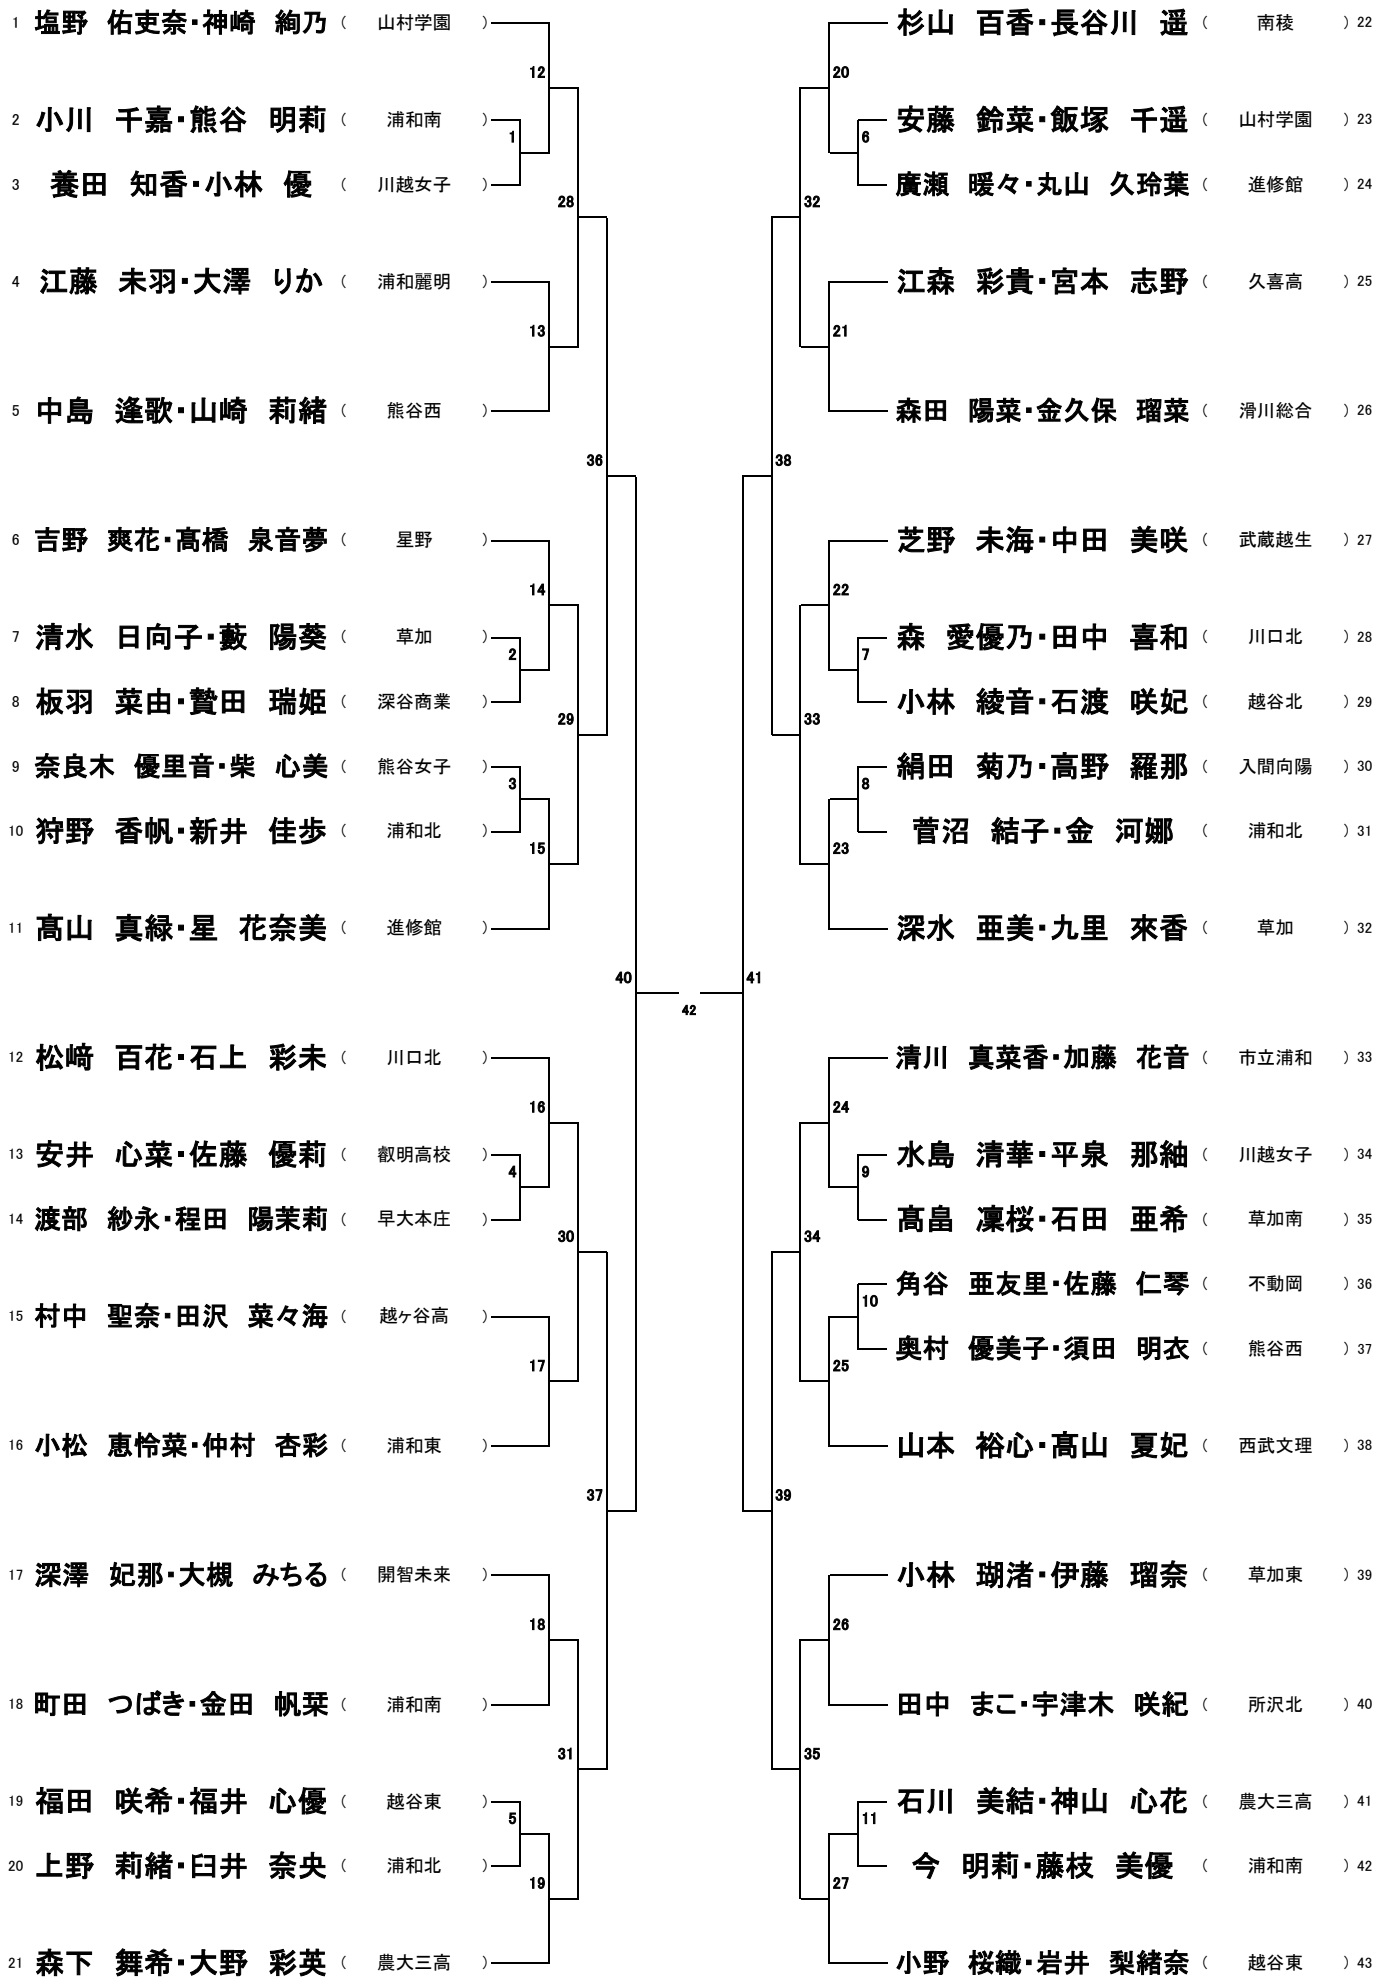 1 塩野 佑吏奈・神崎 絢乃 ( 山村学園 )
12
2 小川 千嘉・熊谷 明莉 ( 浦和南 )
1
3 養田 知香・小林 優 ( 川越女子 )
28
4 江藤 未羽・大澤 りか ( 浦和麗明 )
13
5 中島 逢歌・山崎 莉緒 ( 熊谷西 )
36
6 吉野 爽花・髙橋 泉音夢 ( 星野 )
14
7 清水 日向子・藪 陽葵 ( 草加 )
2
8 板羽 菜由・贄田 瑞姫 ( 深谷商業 )
29
9 奈良木 優里音・柴 心美 ( 熊谷女子 )
3
10 狩野 香帆・新井 佳歩 ( 浦和北 )
15
11 髙山 真緑・星 花奈美 ( 進修館 )
40
12 松﨑 百花・石上 彩未 ( 川口北 )
16
13 安井 心菜・佐藤 優莉 ( 叡明高校 )
4
14 渡部 紗永・程田 陽茉莉 ( 早大本庄 )
30
15 村中 聖奈・田沢 菜々海 ( 越ヶ谷高 )
17
16 小松 恵怜菜・仲村 杏彩 ( 浦和東 )
37
17 深澤 妃那・大槻 みちる ( 開智未来 )
18
18 町田 つばき・金田 帆栞 ( 浦和南 )
31
19 福田 咲希・福井 心優 ( 越谷東 )
5
20 上野 莉緒・臼井 奈央 ( 浦和北 )
19
21 森下 舞希・大野 彩英 ( 農大三高 )
42
杉山 百香・長谷川 遥 ( 南稜 ) 22
20
安藤 鈴菜・飯塚 千遥 ( 山村学園 ) 23
6
廣瀬 暖々・丸山 久玲葉 ( 進修館 ) 24
32
江森 彩貴・宮本 志野 ( 久喜高 ) 25
21
森田 陽菜・金久保 瑠菜 ( 滑川総合 ) 26
38
芝野 未海・中田 美咲 ( 武蔵越生 ) 27
22
森 愛優乃・田中 喜和 ( 川口北 ) 28
7
小林 綾音・石渡 咲妃 ( 越谷北 ) 29
33
絹田 菊乃・高野 羅那 ( 入間向陽 ) 30
8
菅沼 結子・金 河娜 ( 浦和北 ) 31
23
深水 亜美・九里 來香 ( 草加 ) 32
41
清川 真菜香・加藤 花音 ( 市立浦和 ) 33
24
水島 清華・平泉 那紬 ( 川越女子 ) 34
9
髙畠 凜桜・石田 亜希 ( 草加南 ) 35
34
角谷 亜友里・佐藤 仁琴 ( 不動岡 ) 36
10
奥村 優美子・須田 明衣 ( 熊谷西 ) 37
25
山本 裕心・髙山 夏妃 ( 西武文理 ) 38
39
小林 瑚渚・伊藤 瑠奈 ( 草加東 ) 39
26
田中 まこ・宇津木 咲紀 ( 所沢北 ) 40
35
石川 美結・神山 心花 ( 農大三高 ) 41
11
今 明莉・藤枝 美優 ( 浦和南 ) 42
27
小野 桜織・岩井 梨緒奈 ( 越谷東 ) 43